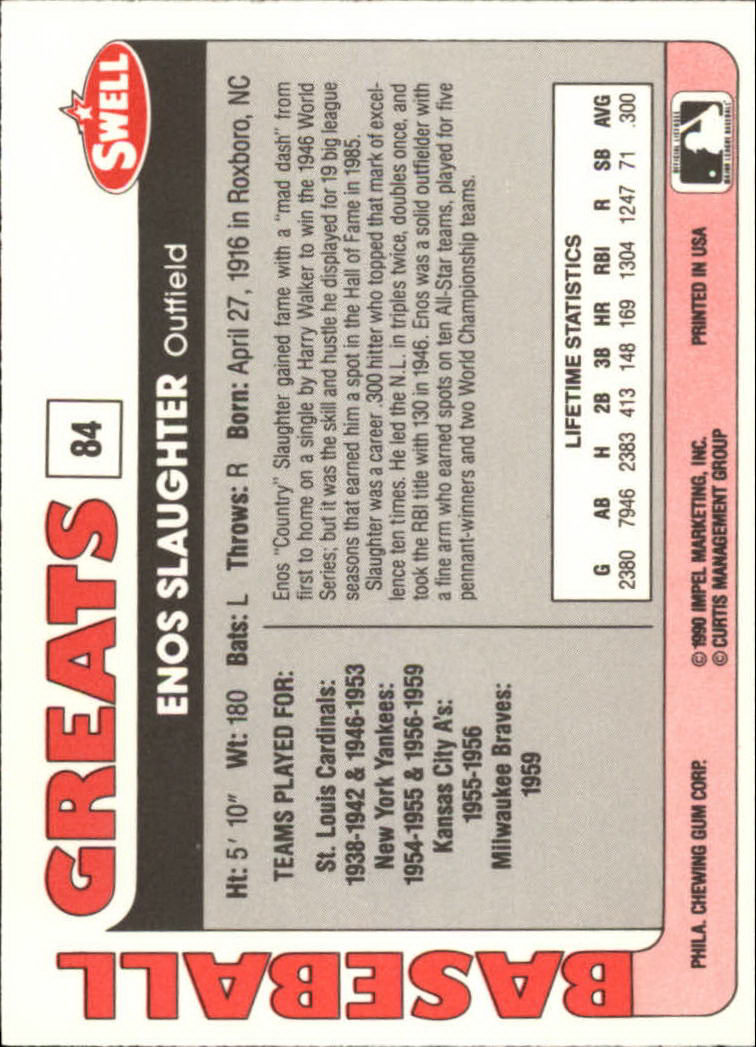 BASEBALL
GREATS
84
SWELL
ENOS SLAUGHTER Outfield
Ht: 5' 10" Wt: 180 Bats: L Throws: R Born: April 27, 1916 in Roxboro, NC
TEAMS PLAYED FOR:
St. Louis Cardinals:
1938-1942 & 1946-1953
New York Yankees:
1954-1955 & 1956-1959
Kansas City A's:
1955-1956
Milwaukee Braves:
1959
Enos "Country" Slaughter gained fame with a "mad dash" from
first to home on a single by Harry Walker to win the 1946 World
Series; but it was the skill and hustle he displayed for 19 big league
seasons that earned him a spot in the Hall of Fame in 1985.
Slaughter was a career .300 hitter who topped that mark of excel-
lence ten times. He led the N.L. in triples twice, doubles once, and
took the RBI title with 130 in 1946. Enos was a solid outfielder with
a fine arm who earned spots on ten All-Star teams, played for five
pennant-winners and two World Championship teams.
LIFETIME STATISTICS
G AB H 2B 3B HR RBI R SB AVG
2380 7946 2383 413 148 169 1304 1247 71 .300
PHILA. CHEWING GUM CORP.
© 1990 IMPEL MARKETING, INC.
© CURTIS MANAGEMENT GROUP
PRINTED IN USA
OFFICIAL LICENSEE
MAJOR LEAGUE BASEBALL